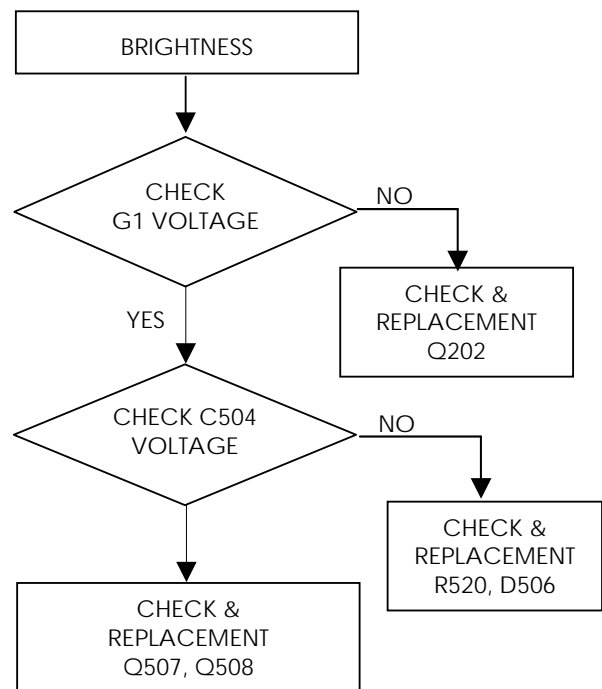 BRIGHTNESS
CHECK
G1 VOLTAGE
NO
CHECK &
REPLACEMENT
Q202
YES
CHECK C504
VOLTAGE
NO
CHECK &
REPLACEMENT
R520, D506
CHECK &
REPLACEMENT
Q507, Q508